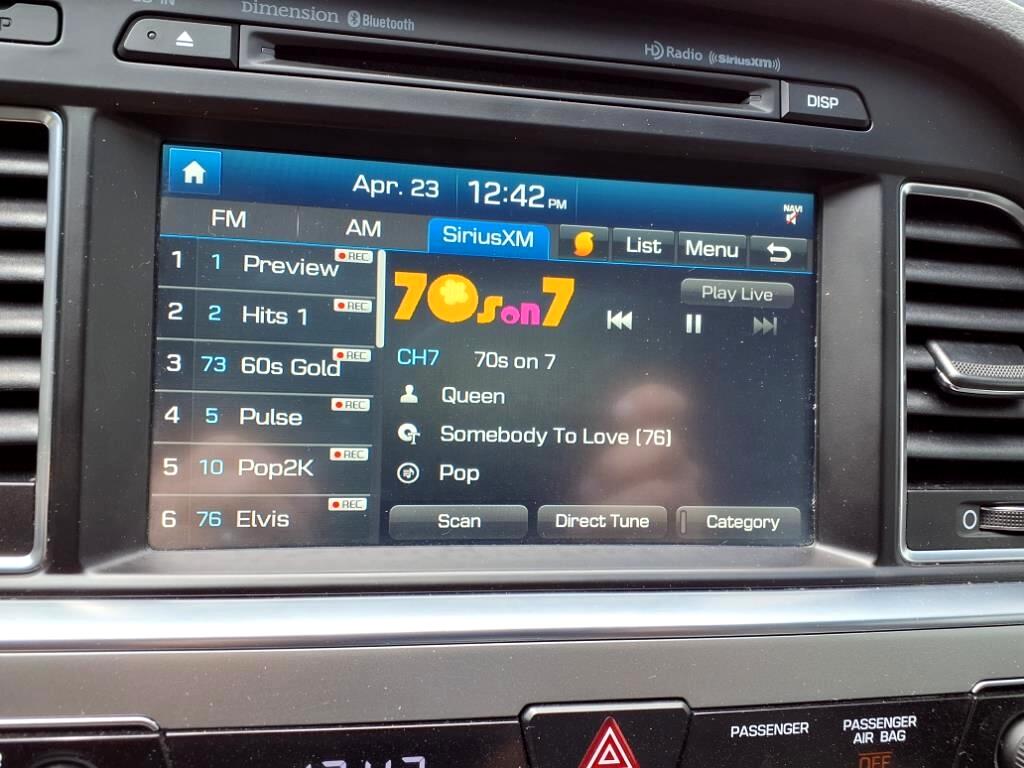 Dimension Bluetooth
HD Radio ((SiriusXM))
DISP
Apr. 23 12:42 PM
NAVI
FM AM SiriusXM List Menu
1 1 Preview REC
2 2 Hits 1 REC
3 73 60s Gold REC
4 5 Pulse REC
5 10 Pop2K REC
6 76 Elvis REC
70s on 7
Play Live
CH7 70s on 7
Queen
Somebody To Love (76)
Pop
Scan Direct Tune Category
PASSENGER
PASSENGER
AIR BAG
OFF